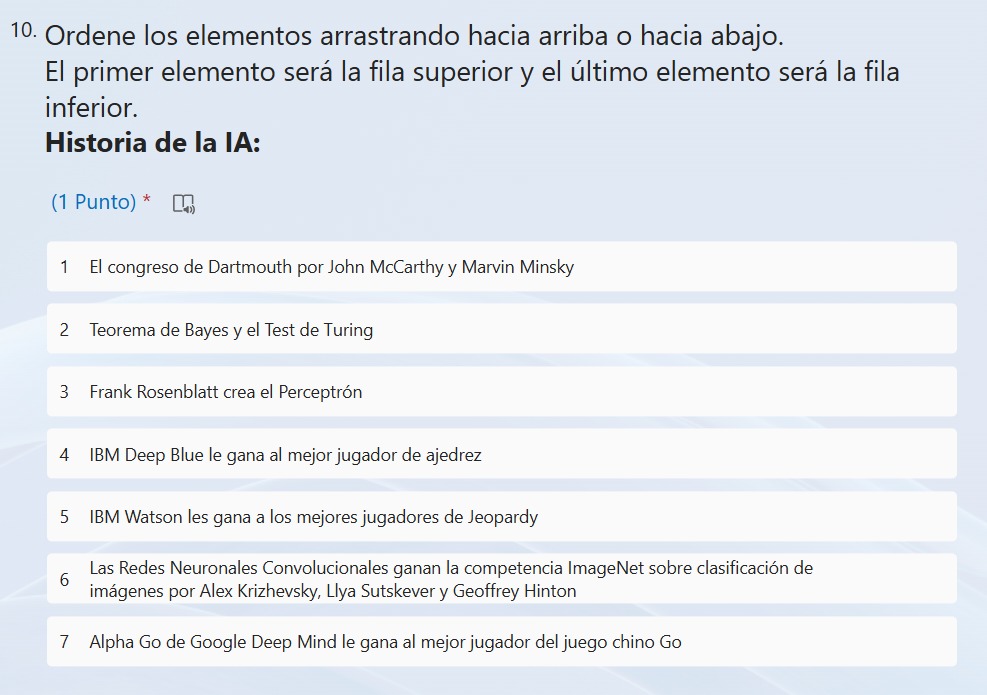 10. Ordene los elementos arrastrando hacia arriba o hacia abajo.
El primer elemento será la fila superior y el último elemento será la fila
inferior.
Historia de la IA:
(1 Punto) *
1 El congreso de Dartmouth por John McCarthy y Marvin Minsky
2 Teorema de Bayes y el Test de Turing
3 Frank Rosenblatt crea el Perceptrón
4 IBM Deep Blue le gana al mejor jugador de ajedrez
5 IBM Watson les gana a los mejores jugadores de Jeopardy
6 Las Redes Neuronales Convolucionales ganan la competencia ImageNet sobre clasificación de
imágenes por Alex Krizhevsky, Llya Sutskever y Geoffrey Hinton
7 Alpha Go de Google Deep Mind le gana al mejor jugador del juego chino Go